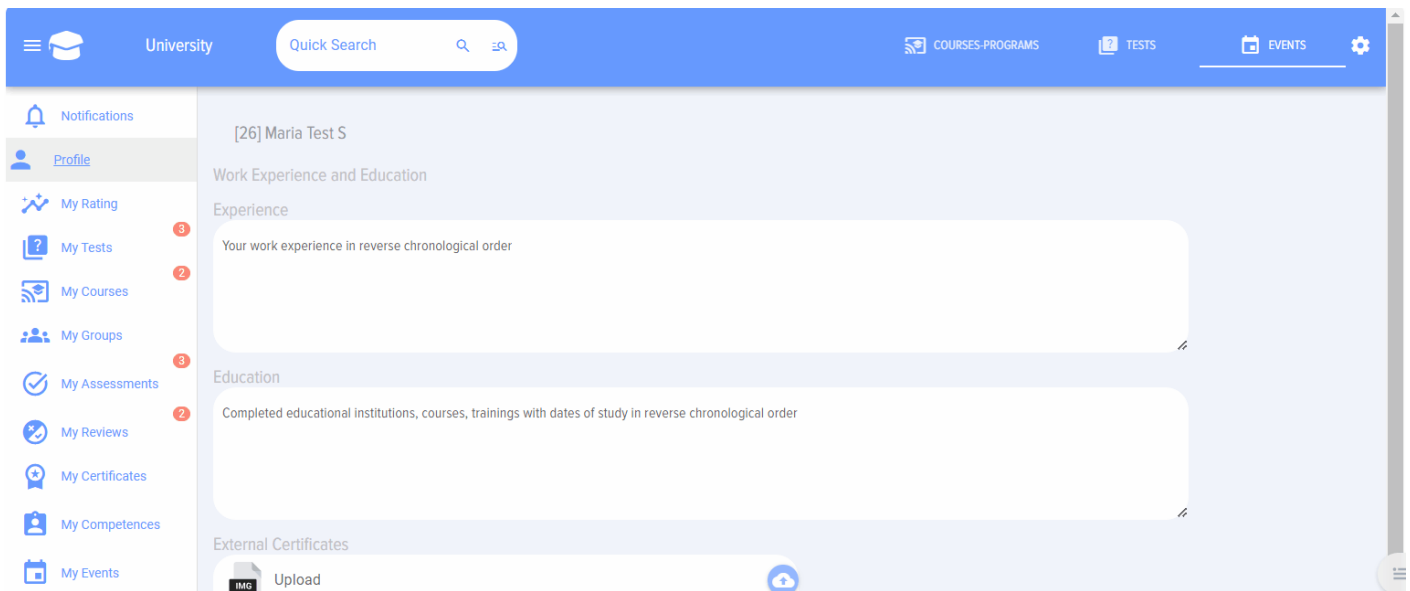 University
Quick Search
COURSES-PROGRAMS
TESTS
EVENTS
Notifications
Profile
My Rating
3
My Tests
2
My Courses
My Groups
3
My Assessments
2
My Reviews
My Certificates
My Competences
My Events
[26] Maria Test S
Work Experience and Education
Experience
Your work experience in reverse chronological order
Education
Completed educational institutions, courses, trainings with dates of study in reverse chronological order
External Certificates
IMG Upload